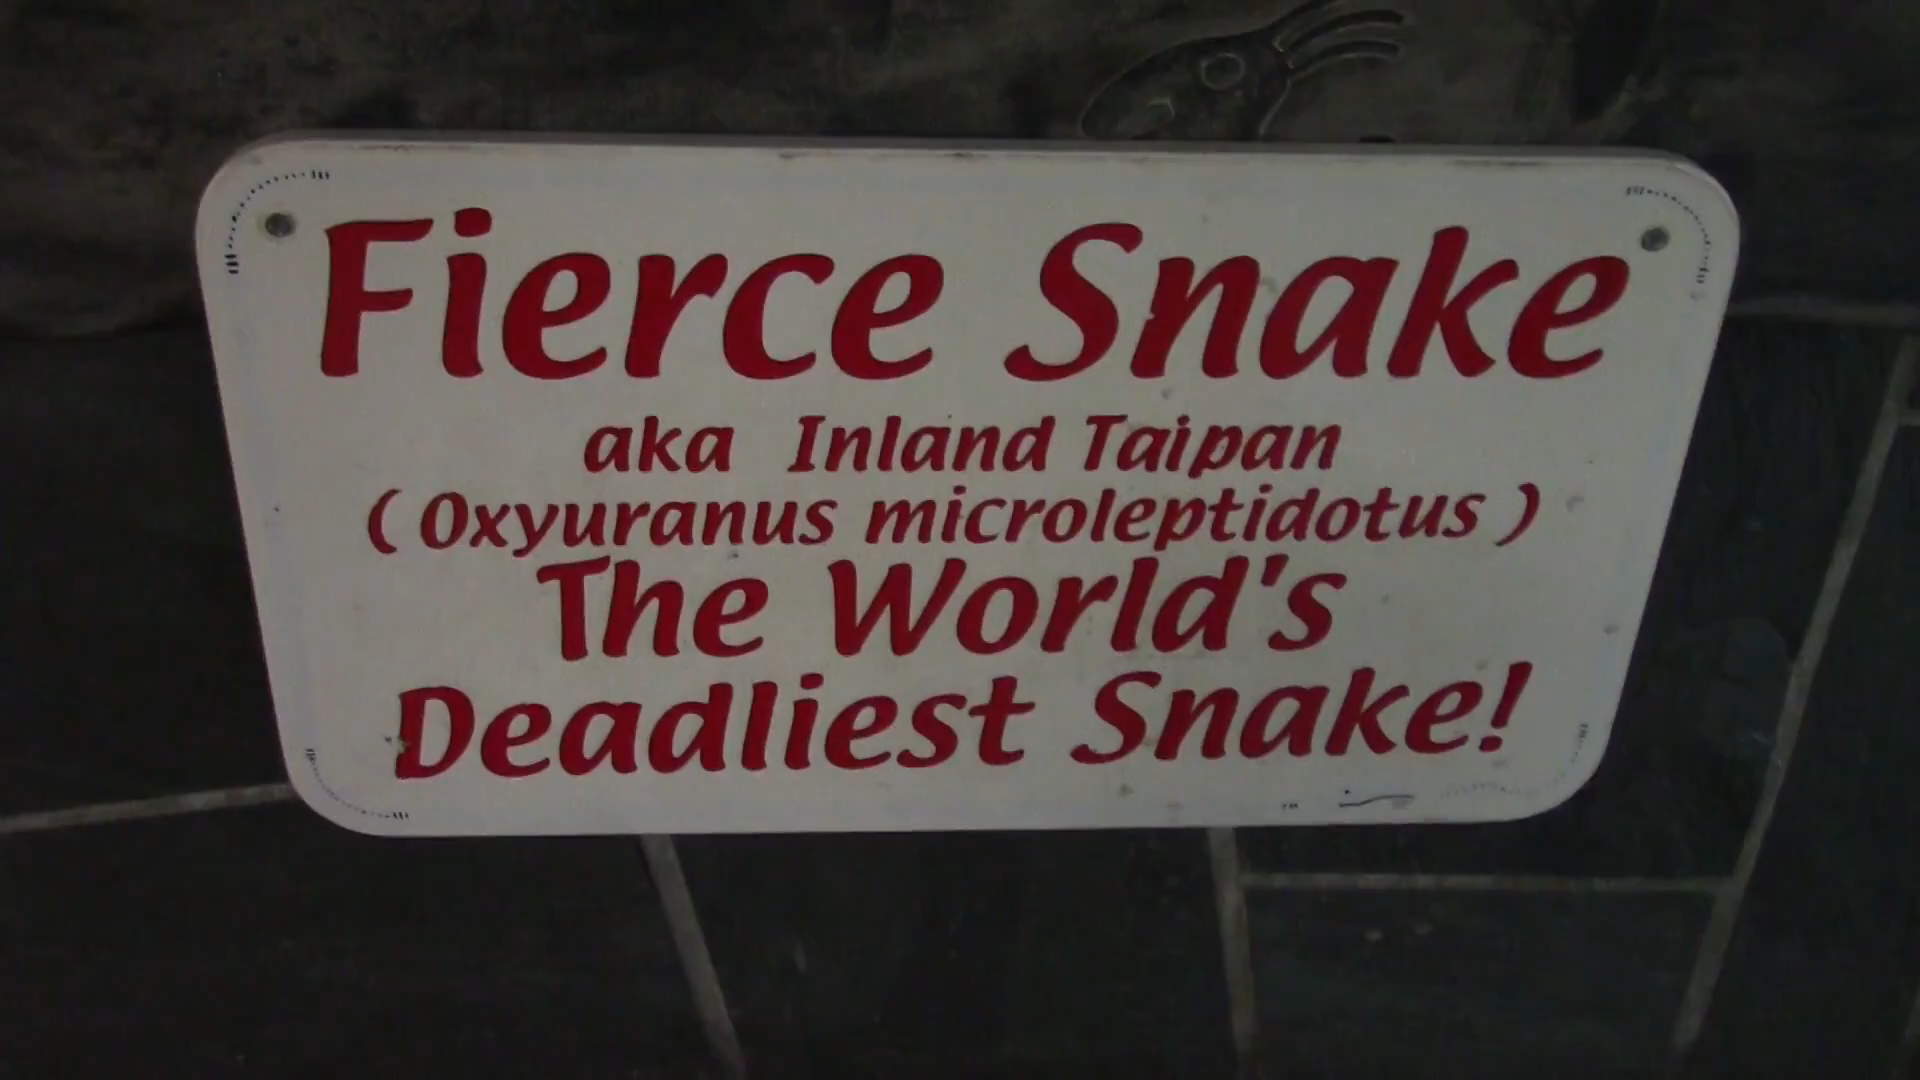 Fierce Snake
aka Inland Taipan
( Oxyuranus microleptidotus )
The World's
Deadliest Snake!